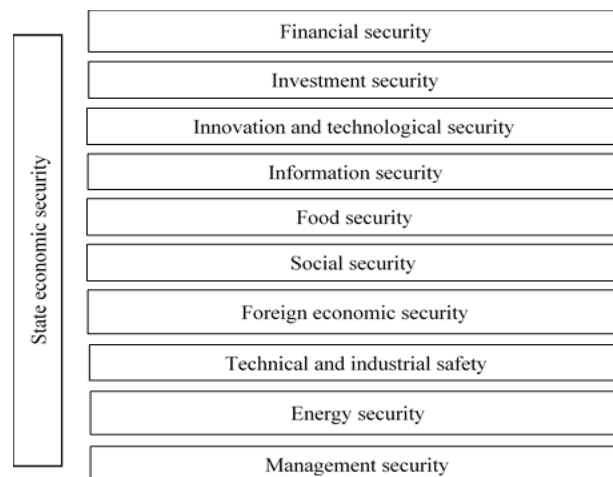 State economic security
Financial security
Investment security
Innovation and technological security
Information security
Food security
Social security
Foreign economic security
Technical and industrial safety
Energy security
Management security